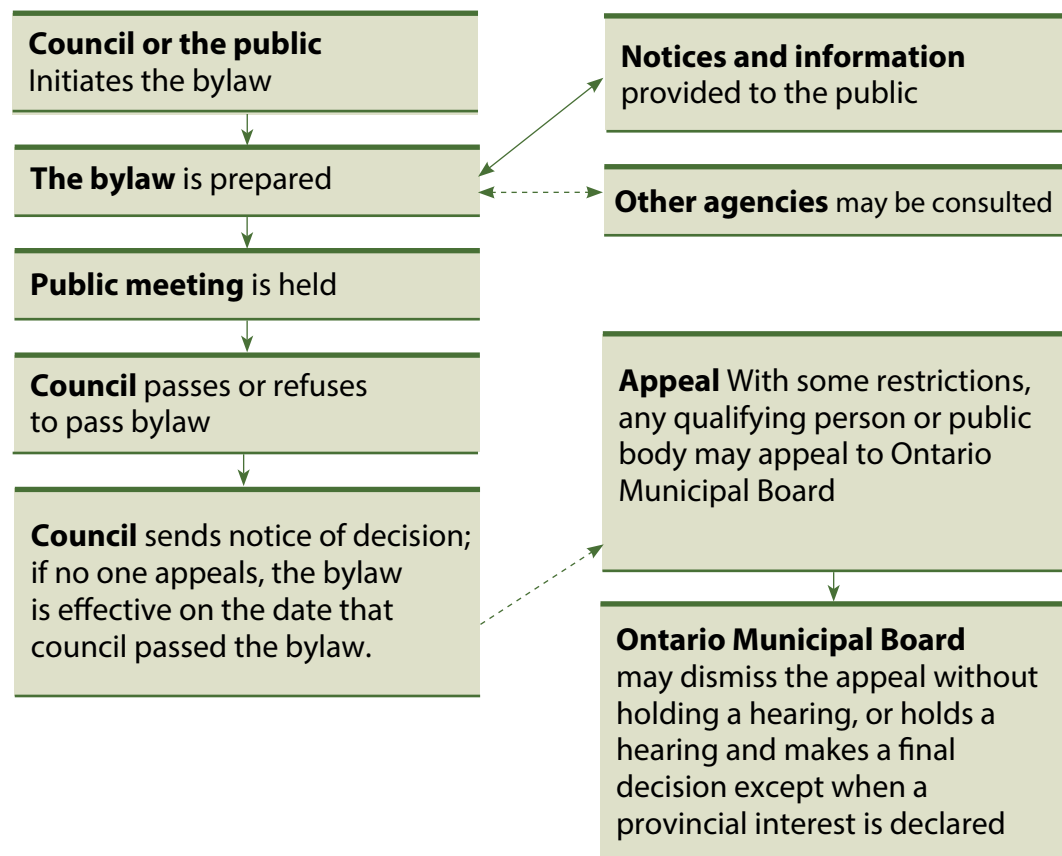 Council or the public
Initiates the bylaw
The bylaw is prepared
Public meeting is held
Council passes or refuses
to pass bylaw
Council sends notice of decision;
if no one appeals, the bylaw
is effective on the date that
council passed the bylaw.
Notices and information
provided to the public
Other agencies may be consulted
Appeal With some restrictions,
any qualifying person or public
body may appeal to Ontario
Municipal Board
Ontario Municipal Board
may dismiss the appeal without
holding a hearing, or holds a
hearing and makes a final
decision except when a
provincial interest is declared